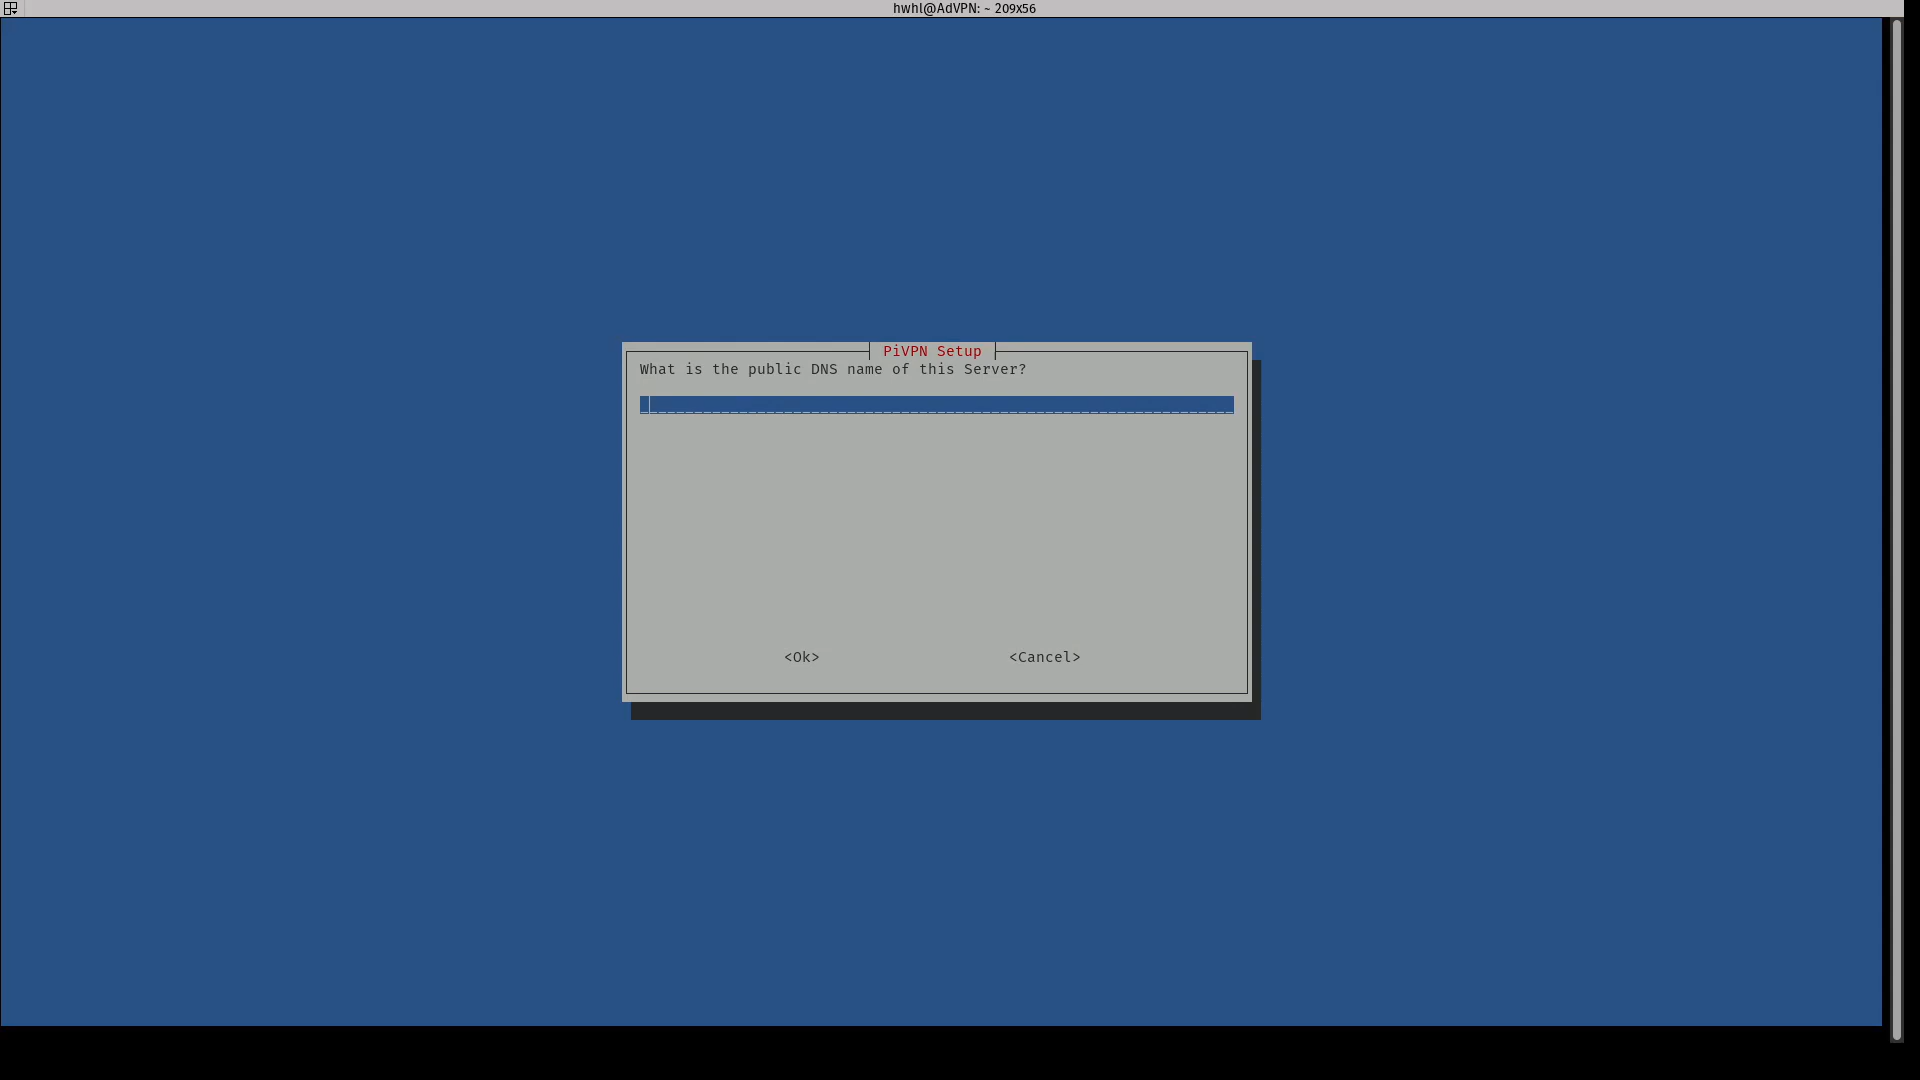 hwhl@AdVPN: ~ 209x56
PiVPN Setup
What is the public DNS name of this Server?
<Ok> <Cancel>